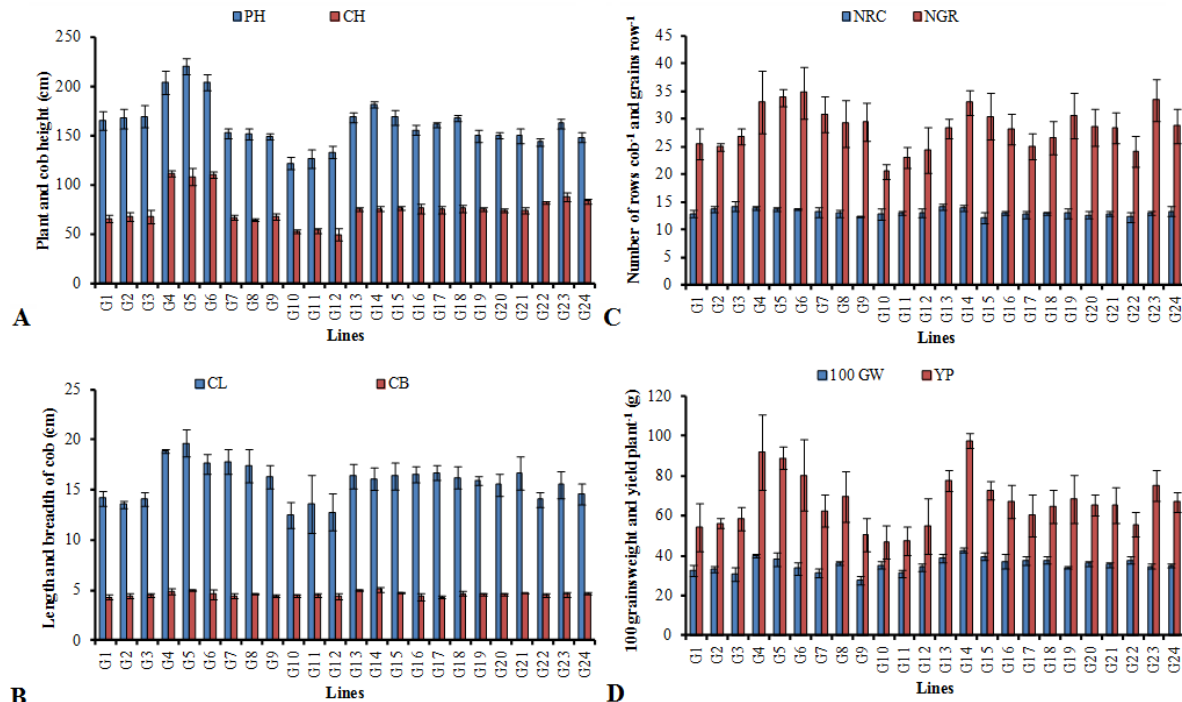 A
PH CH
Plant and cob height (cm)
250
200
150
100
50
0
G1 G2 G3 G4 G5 G6 G7 G8 G9 G10 G11 G12 G13 G14 G15 G16 G17 G18 G19 G20 G21 G22 G23 G24
Lines
C
NRC NGR
Number of rows cob-1 and grains row-1
45
40
35
30
25
20
15
10
5
0
G1 G2 G3 G4 G5 G6 G7 G8 G9 G10 G11 G12 G13 G14 G15 G16 G17 G18 G19 G20 G21 G22 G23 G24
Lines
B
CL CB
Lengthand breadth of cob (cm)
25
20
15
10
5
0
G1 G2 G3 G4 G5 G6 G7 G8 G9 G10 G11 G12 G13 G14 G15 G16 G17 G18 G19 G20 G21 G22 G23 G24
Lines
D
100 GW YP
100 grainsweight and yield plant-1 (g)
120
100
80
60
40
20
0
G1 G2 G3 G4 G5 G6 G7 G8 G9 G10 G11 G12 G13 G14 G15 G16 G17 G18 G19 G20 G21 G22 G23 G24
Lines